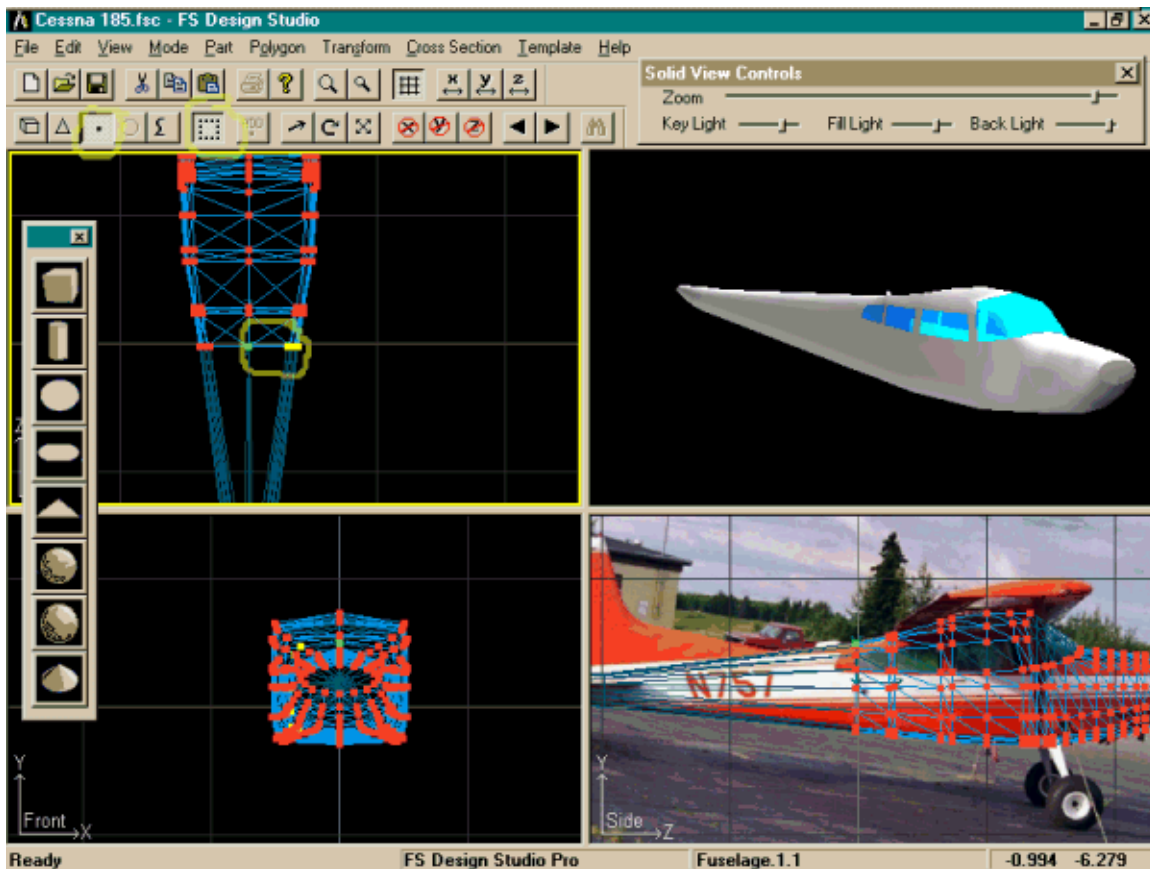 Cessna 185.fsc - FS Design Studio
File Edit View Mode Part Polygon Transform Cross Section Template Help
Solid View Controls
Zoom
Key Light Fill Light Back Light
Z
N757
Y
Front X
Y
Side Z
Ready FS Design Studio Pro Fuselage.1.1 -0.994 -6.279